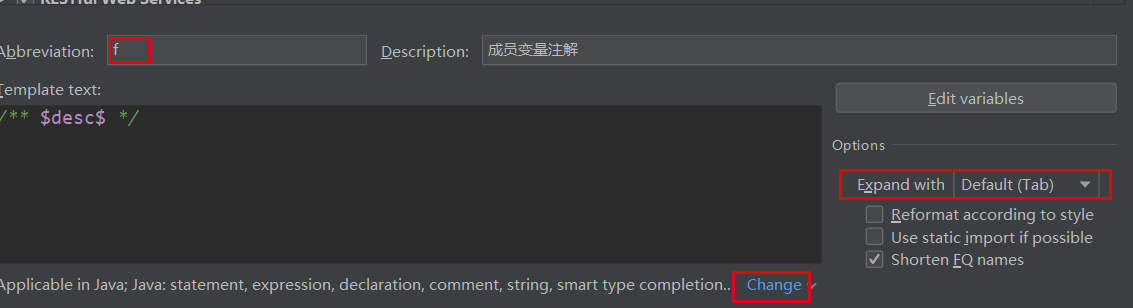 RESTful Web Services
Abbreviation: f Description: 成员变量注解
Template text:
/** $desc$ */
Edit variables
Options
Expand with Default (Tab)
Reformat according to style
Use static import if possible
Shorten FQ names
Applicable in Java; Java: statement, expression, declaration, comment, string, smart type completion... Change